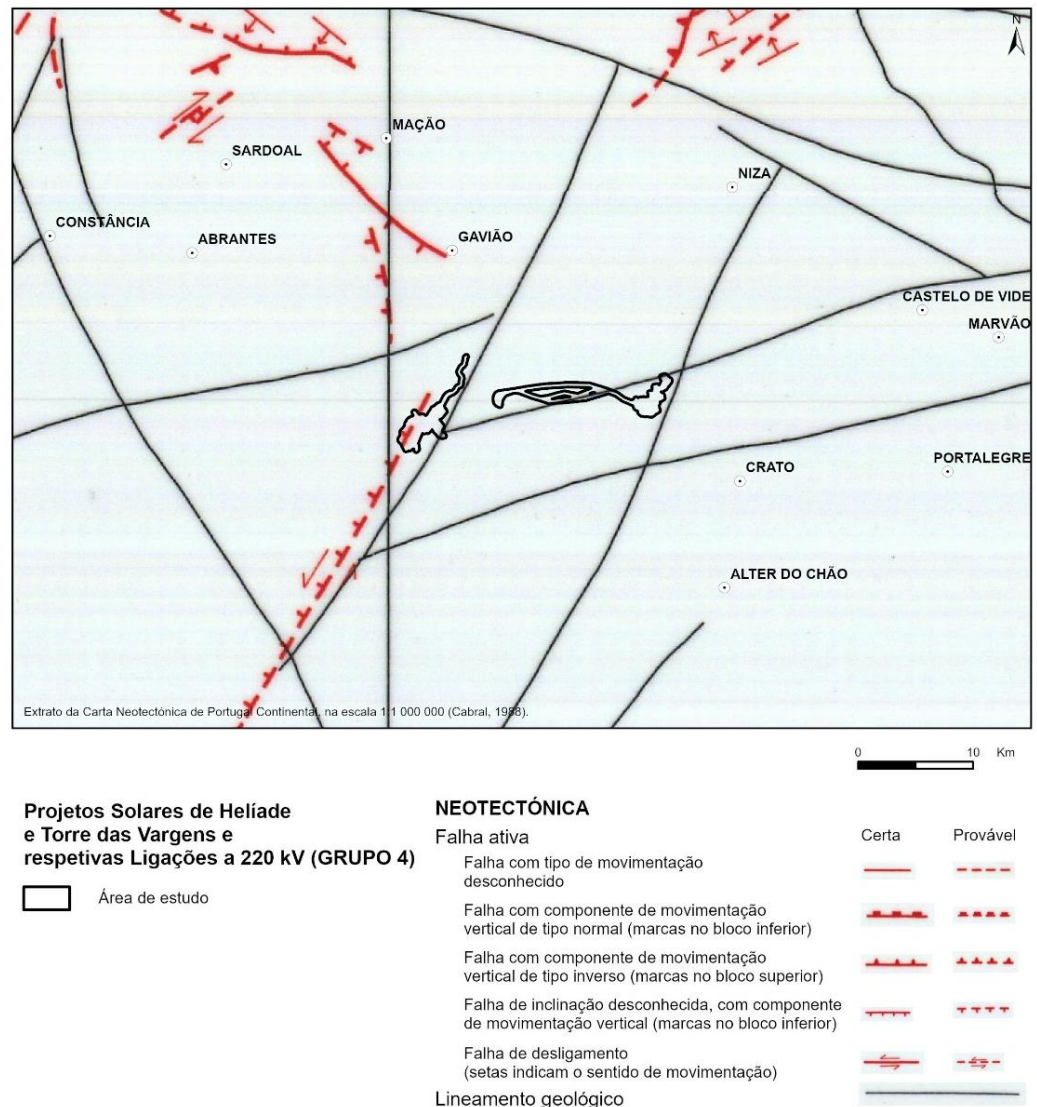 N
MAÇÃO
SARDOAL
NIZA
CONSTÂNCIA
ABRANTES
GAVIÃO
CASTELO DE VIDE
MARVÃO
CRATO
PORTALEGRE
ALTER DO CHÃO
Extrato da Carta Neotectónica de Portugal Continental, na escala 1:1 000 000 (Cabral, 1988).
0 10 Km
Projetos Solares de Helíade
e Torre das Vargens e
respetivas Ligações a 220 kV (GRUPO 4)
Área de estudo
NEOTECTÓNICA
Falha ativa Certa Provável
Falha com tipo de movimentação
desconhecido
Falha com componente de movimentação
vertical de tipo normal (marcas no bloco inferior)
Falha com componente de movimentação
vertical de tipo inverso (marcas no bloco superior)
Falha de inclinação desconhecida, com componente
de movimentação vertical (marcas no bloco inferior)
Falha de desligamento
(setas indicam o sentido de movimentação)
Lineamento geológico